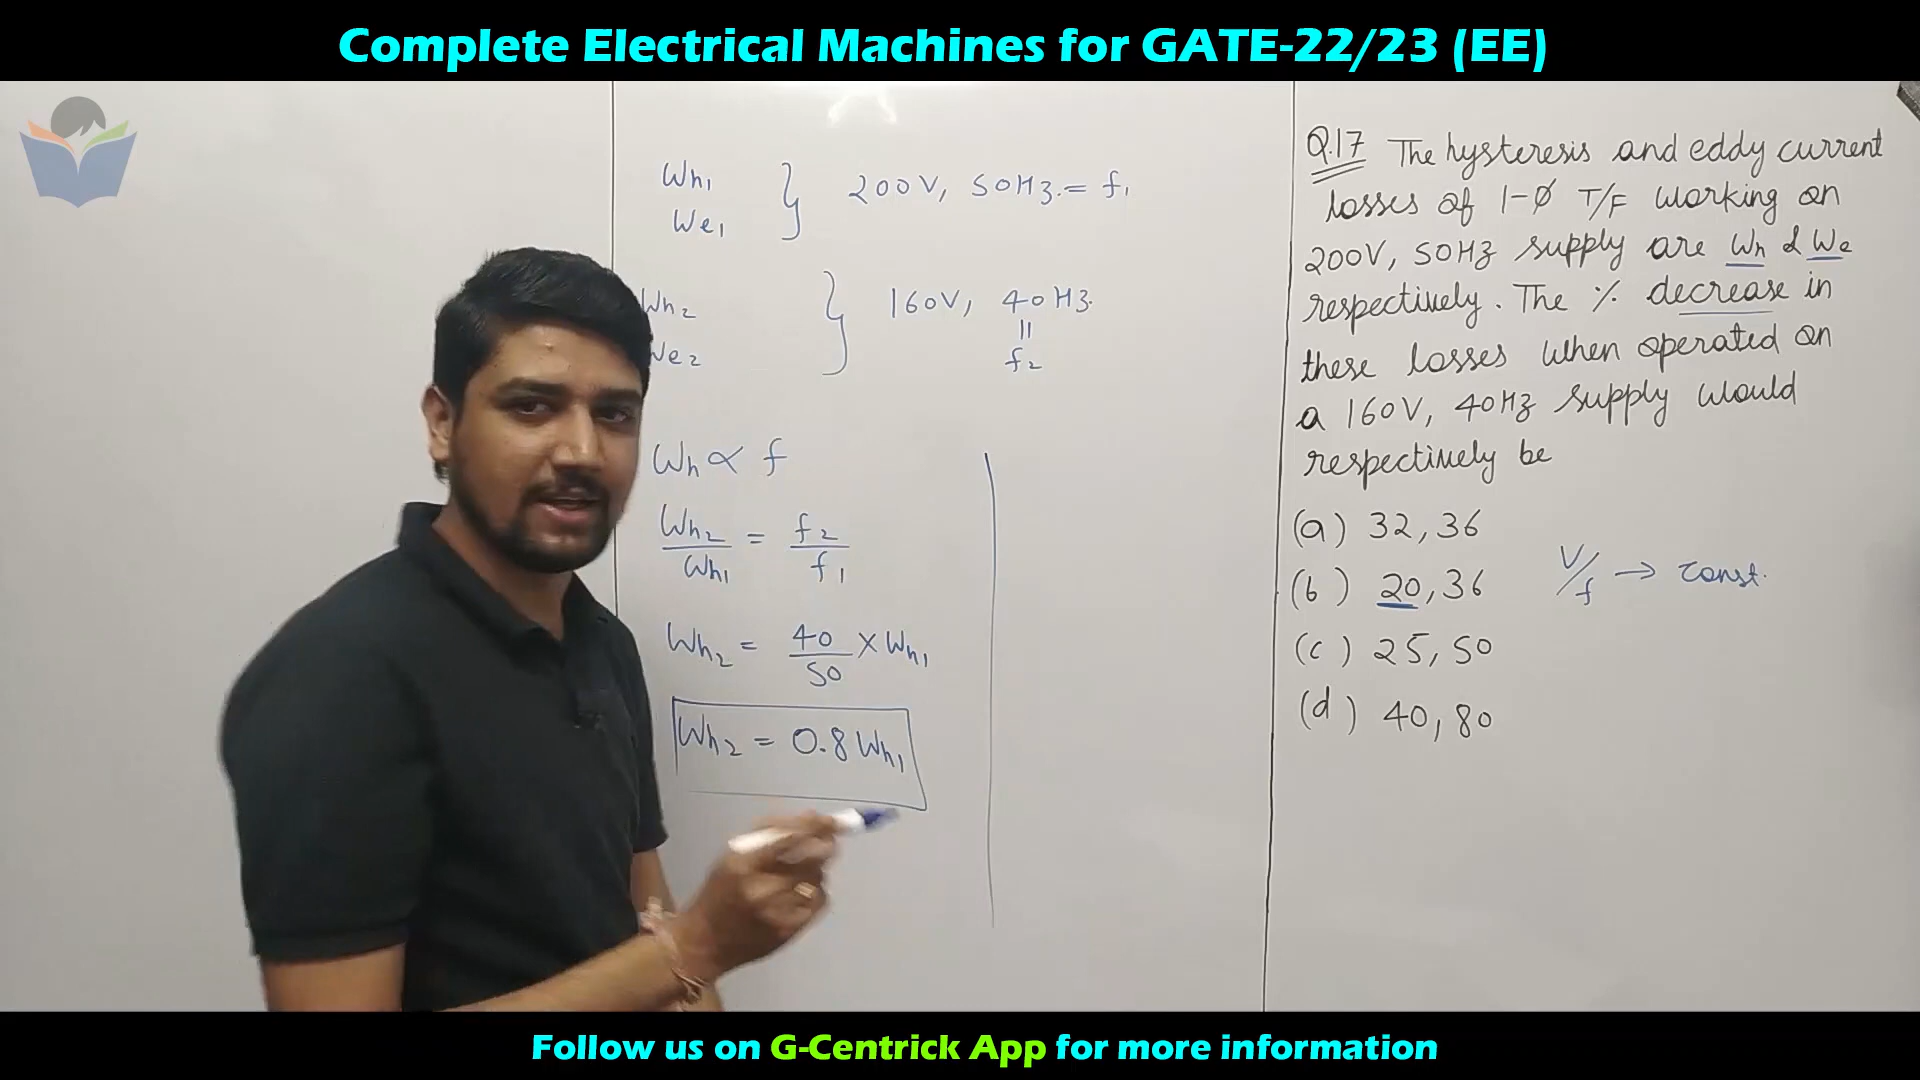 Complete Electrical Machines for GATE-22/23 (EE)
Wh1
We1
} 200V, 50Hz. = f1
Wh2
We2
} 160V, 40Hz.
=
f2
Wh ∝ f
Wh2/Wh1 = f2/f1
Wh2 = 40/50 × Wh1
Wh2 = 0.8 Wh1
Q.17 The hysteresis and eddy current
losses of 1-Ø T/F working on
200V, 50Hz supply are Wh & We
respectively. The % decrease in
these losses when operated on
a 160V, 40Hz supply would
respectively be
(a) 32, 36
(b) 20, 36
(c) 25, 50
(d) 40, 80
V/f → const.
Follow us on G-Centrick App for more information